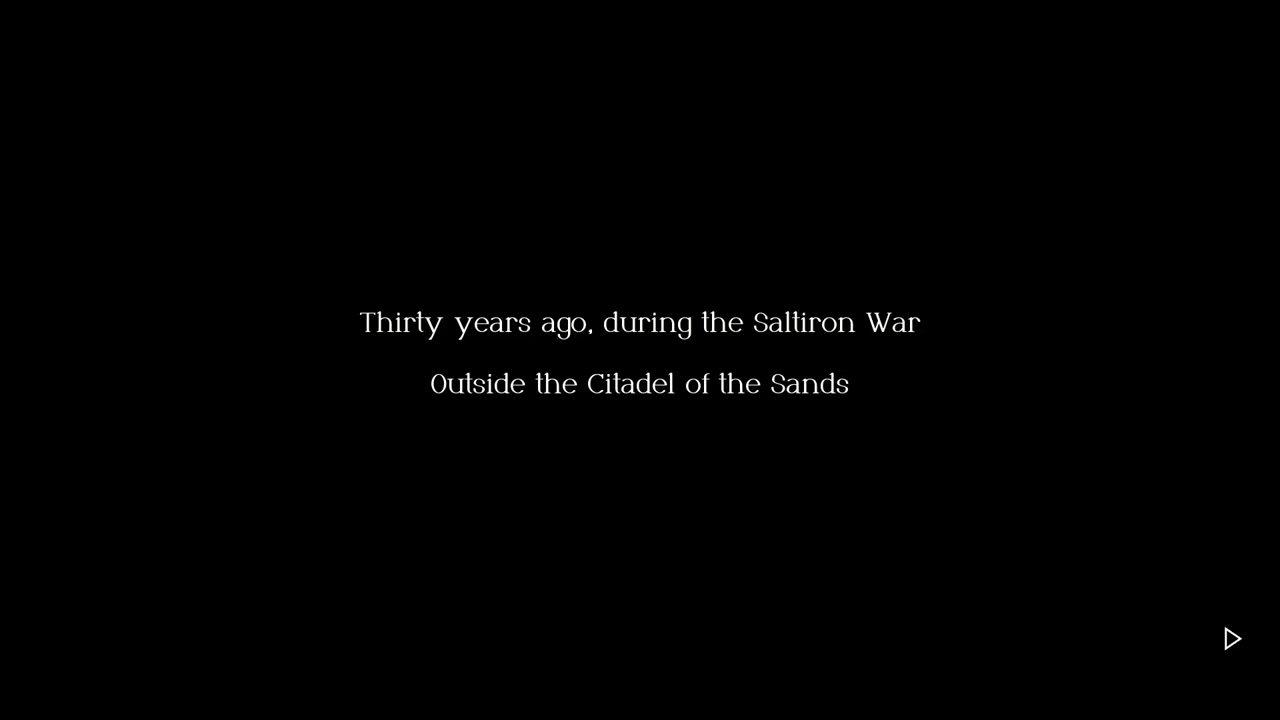 Thirty years ago, during the Saltiron War
Outside the Citadel of the Sands